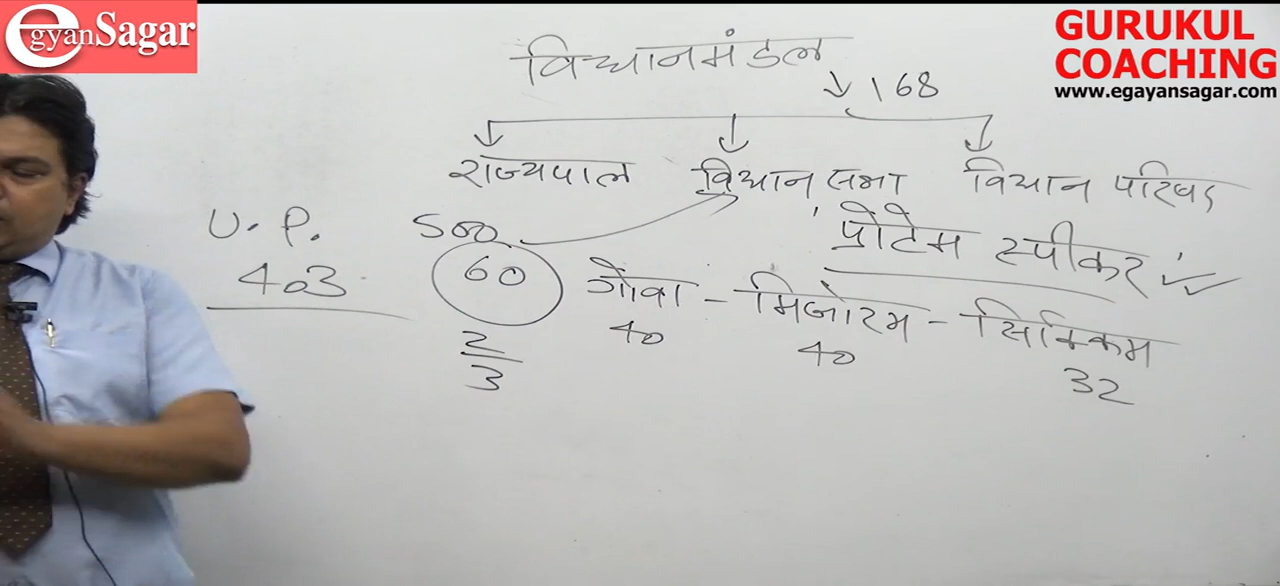 egyanSagar
GURUKUL
COACHING
www.egayansagar.com
विधानमंडल
168
राज्यपाल विधान सभा विधान परिषद
U.P. 500 प्रोटेम स्पीकर
403 60 गोवा - मिजोरम - सिक्किम
2/3 40 40 32